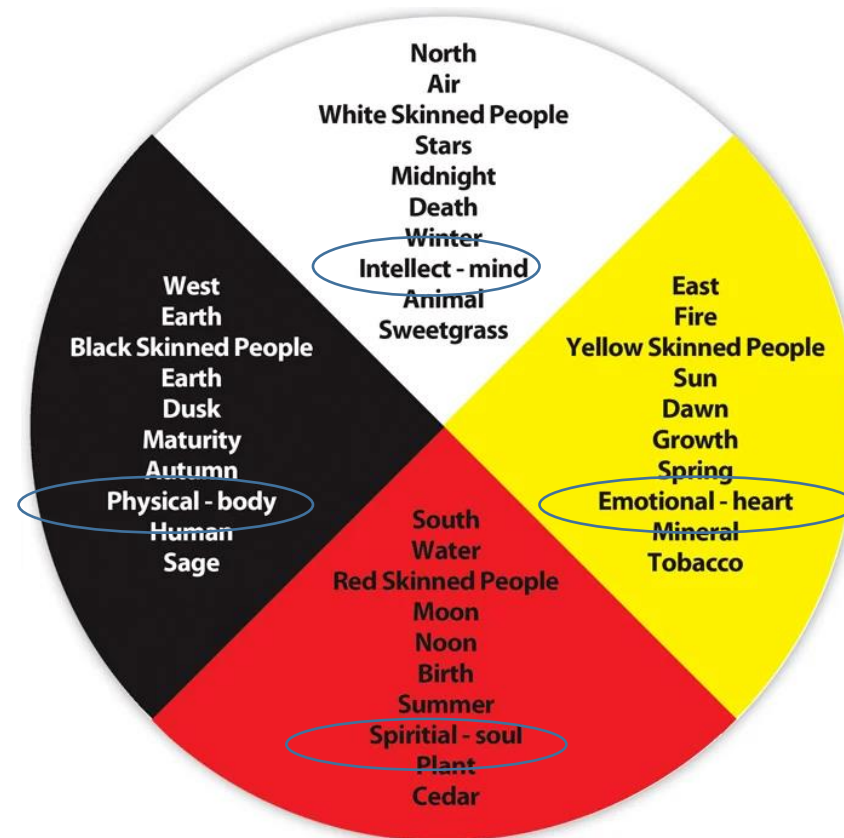 North
Air
White Skinned People
Stars
Midnight
Death
Winter
Intellect - mind
Animal
Sweetgrass
West
Earth
Black Skinned People
Earth
Dusk
Maturity
Autumn
Physical - body
Human
Sage
East
Fire
Yellow Skinned People
Sun
Dawn
Growth
Spring
Emotional - heart
Mineral
Tobacco
South
Water
Red Skinned People
Moon
Noon
Birth
Summer
Spiritial - soul
Plant
Cedar